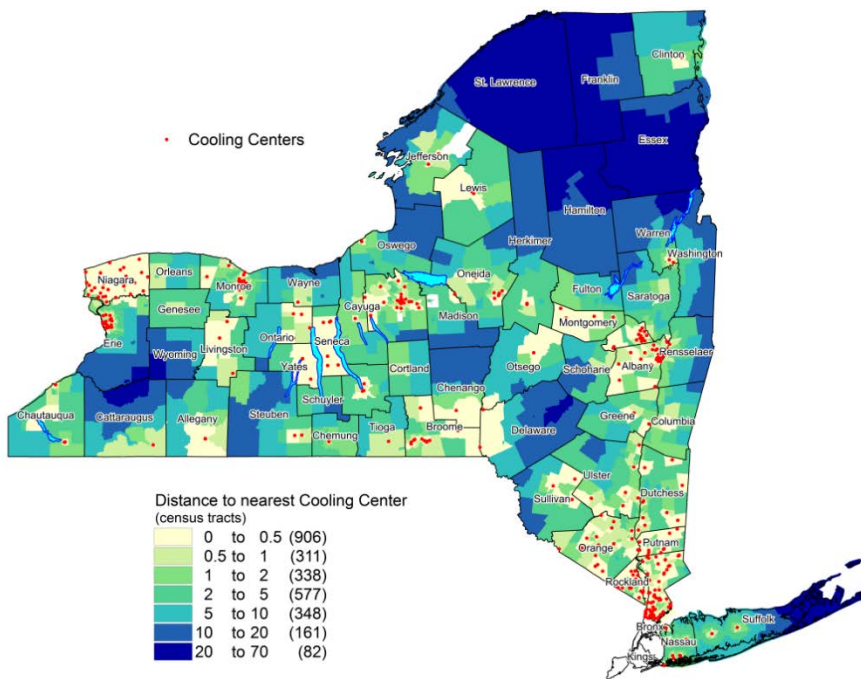 Clinton
Franklin
St. Lawrence
Cooling Centers
Essex
Jefferson
Lewis
Hamilton
Warren
Herkimer
Oswego
Washington
Oneida
Niagara
Orleans
Monroe
Wayne
Fulton
Saratoga
Genesee
Cayuga
Madison
Montgomery
Erie
Ontario
Seneca
Wyoming
Livingston
Otsego
Albany
Rensselaer
Schoharie
Yates
Cortland
Chenango
Schuyler
Chautauqua
Cattaraugus
Allegany
Steuben
Chemung
Tioga
Broome
Delaware
Greene
Columbia
Ulster
Sullivan
Dutchess
Distance to nearest Cooling Center
(census tracts)
0 to 0.5 (906)
0.5 to 1 (311)
1 to 2 (338)
2 to 5 (577)
5 to 10 (348)
10 to 20 (161)
20 to 70 (82)
Putnam
Orange
Rockland
Bronx
Suffolk
Nassau
Kings